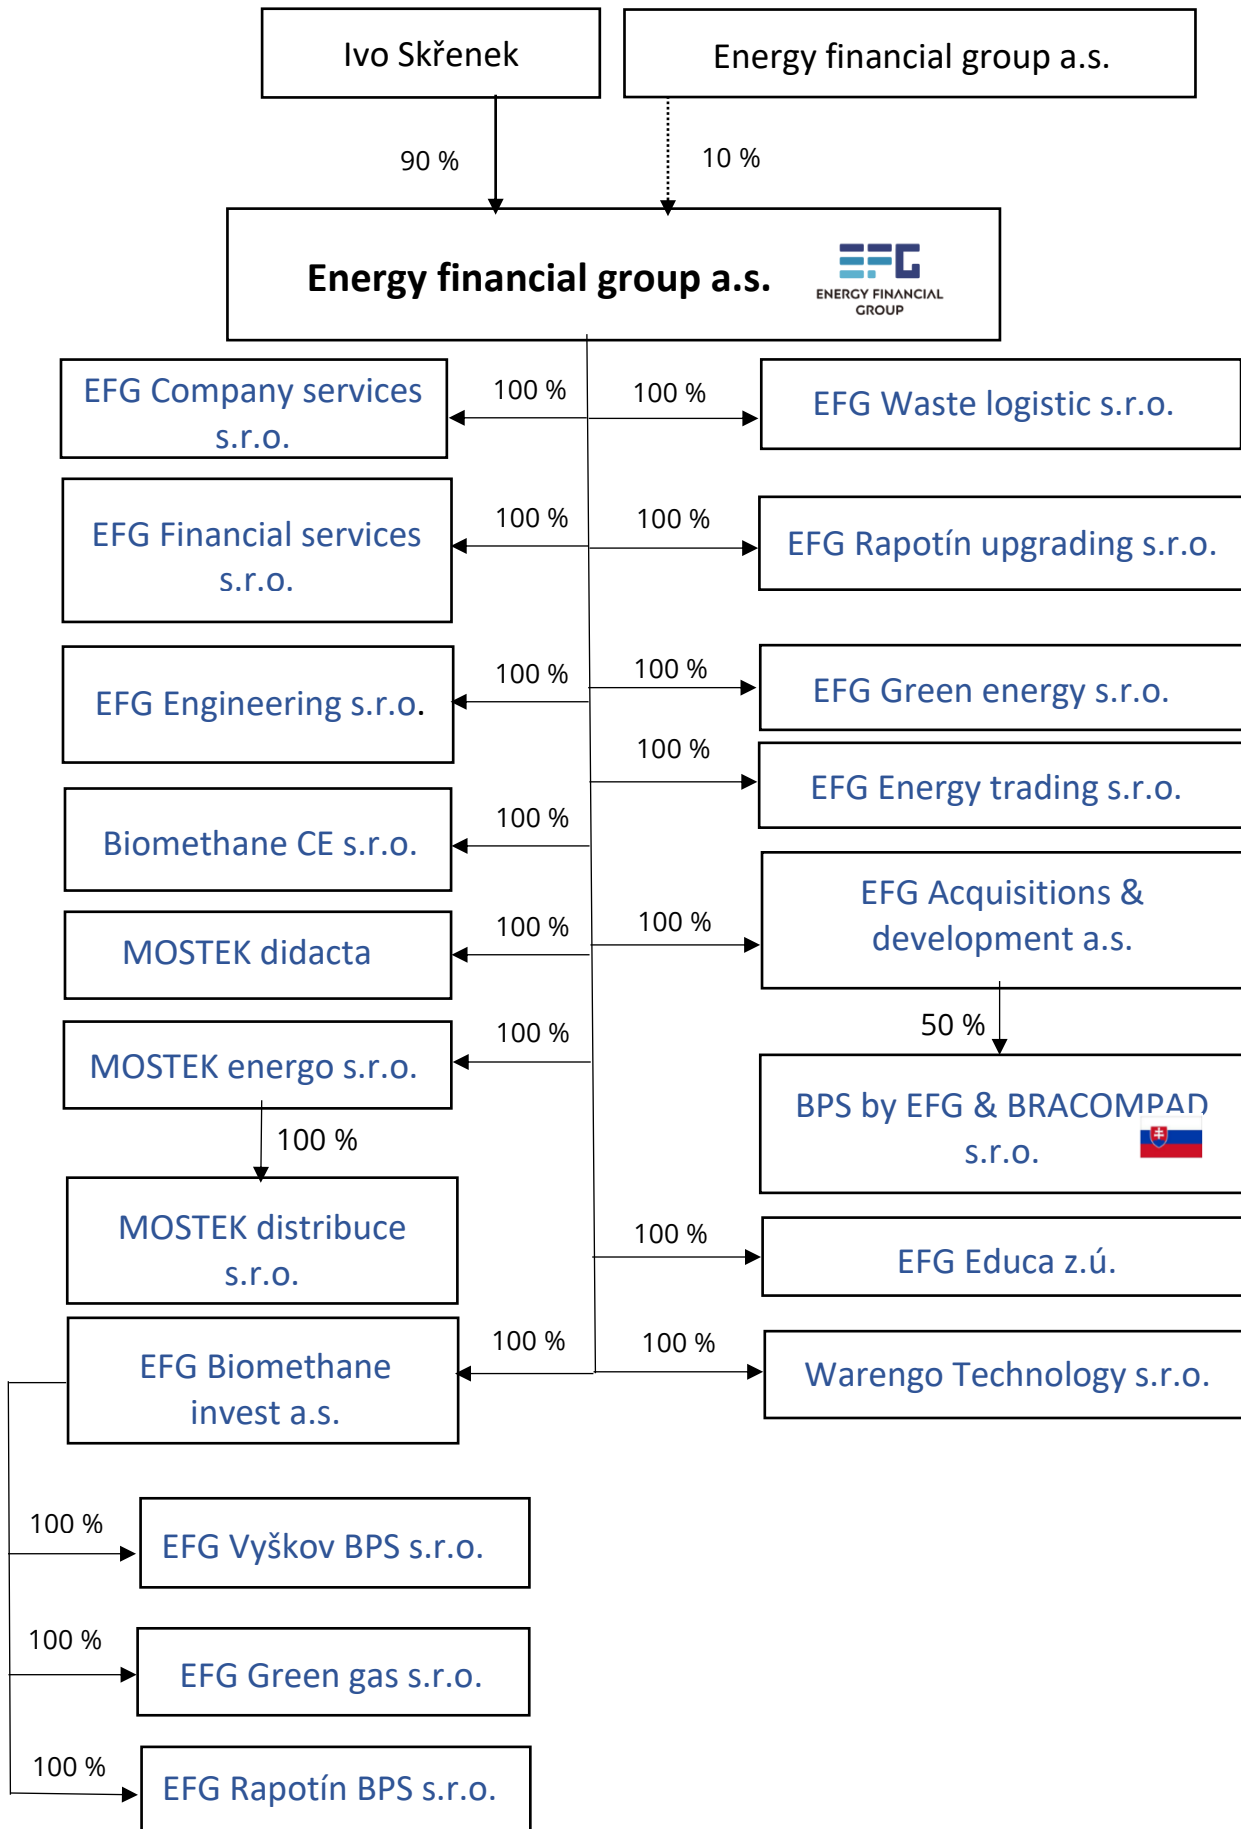 Ivo Skřenek
Energy financial group a.s.
90 %
10 %
Energy financial group a.s.
EFG
ENERGY FINANCIAL
GROUP
EFG Company services
s.r.o.
100 %
100 %
EFG Waste logistic s.r.o.
EFG Financial services
s.r.o.
100 %
100 %
EFG Rapotín upgrading s.r.o.
EFG Engineering s.r.o.
100 %
100 %
EFG Green energy s.r.o.
100 %
EFG Energy trading s.r.o.
Biomethane CE s.r.o.
100 %
MOSTEK didacta
100 %
100 %
EFG Acquisitions &
development a.s.
MOSTEK energo s.r.o.
100 %
50 %
BPS by EFG & BRACOMPAD
s.r.o.
100 %
MOSTEK distribuce
s.r.o.
100 %
EFG Educa z.ú.
EFG Biomethane
invest a.s.
100 %
100 %
Warengo Technology s.r.o.
100 %
EFG Vyškov BPS s.r.o.
100 %
EFG Green gas s.r.o.
100 %
EFG Rapotín BPS s.r.o.